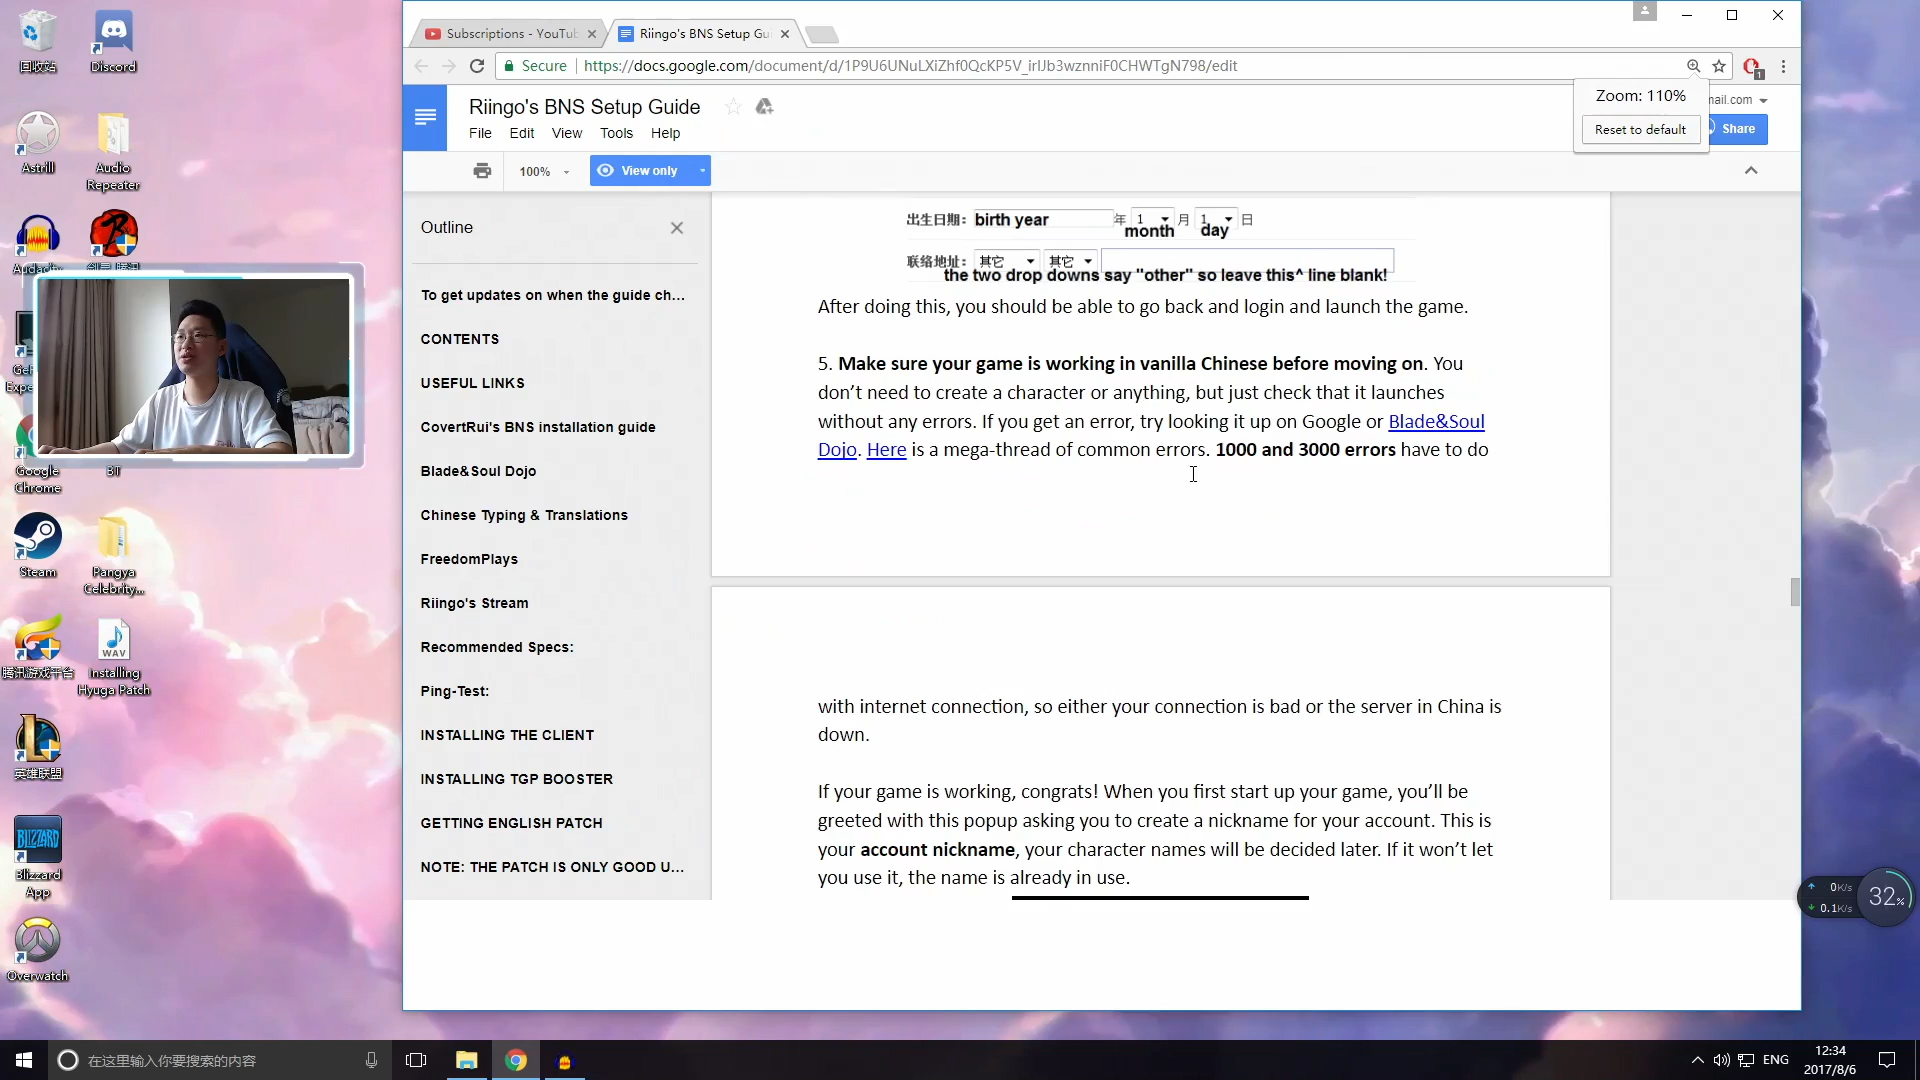 回收站
Discord
Astrill
Audio
Repeater
Audacity
Google
Chrome
BT
Steam
Pangya
Celebrity...
腾讯游戏平台
WAV
Installing
Hyuga Patch
英雄联盟
BLIZZARD
Blizzard
App
Overwatch
Subscriptions - YouTub
Riingo's BNS Setup Gu
Secure
https://docs.google.com/document/d/1P9U6UNuLXiZhf0QcKP5V_irIJb3wznniF0CHWTgN798/edit
1
Zoom: 110%
Reset to default
mail.com
Share
Riingo's BNS Setup Guide
File Edit View Tools Help
100%
View only
Outline
To get updates on when the guide ch...
CONTENTS
USEFUL LINKS
CovertRui's BNS installation guide
Blade&Soul Dojo
Chinese Typing & Translations
FreedomPlays
Riingo's Stream
Recommended Specs:
Ping-Test:
INSTALLING THE CLIENT
INSTALLING TGP BOOSTER
GETTING ENGLISH PATCH
NOTE: THE PATCH IS ONLY GOOD U...
出生日期: birth year 年 1 月 1 日
month day
联络地址: 其它 其它
the two drop downs say "other" so leave this^ line blank!
After doing this, you should be able to go back and login and launch the game.
5. Make sure your game is working in vanilla Chinese before moving on. You
don't need to create a character or anything, but just check that it launches
without any errors. If you get an error, try looking it up on Google or Blade&Soul
Dojo. Here is a mega-thread of common errors. 1000 and 3000 errors have to do
with internet connection, so either your connection is bad or the server in China is
down.
If your game is working, congrats! When you first start up your game, you'll be
greeted with this popup asking you to create a nickname for your account. This is
your account nickname, your character names will be decided later. If it won't let
you use it, the name is already in use.
0K/s
0.1K/s
32%
在这里输入你要搜索的内容
ENG
12:34
2017/8/6